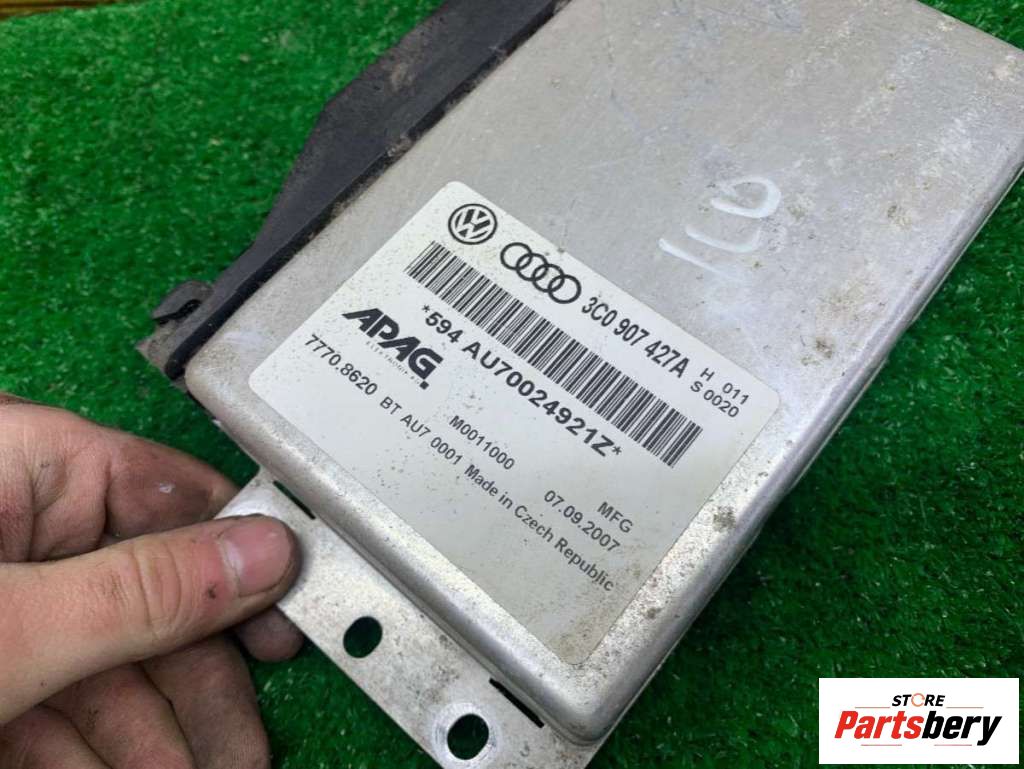 3C0 907 427A H 011
S 0020
*594 AU70024921Z*
APAG
7770.8620 BT AU7 0001 Made in Czech Republic
M0011000
MFG
07.09.2007
STORE
Partsbery